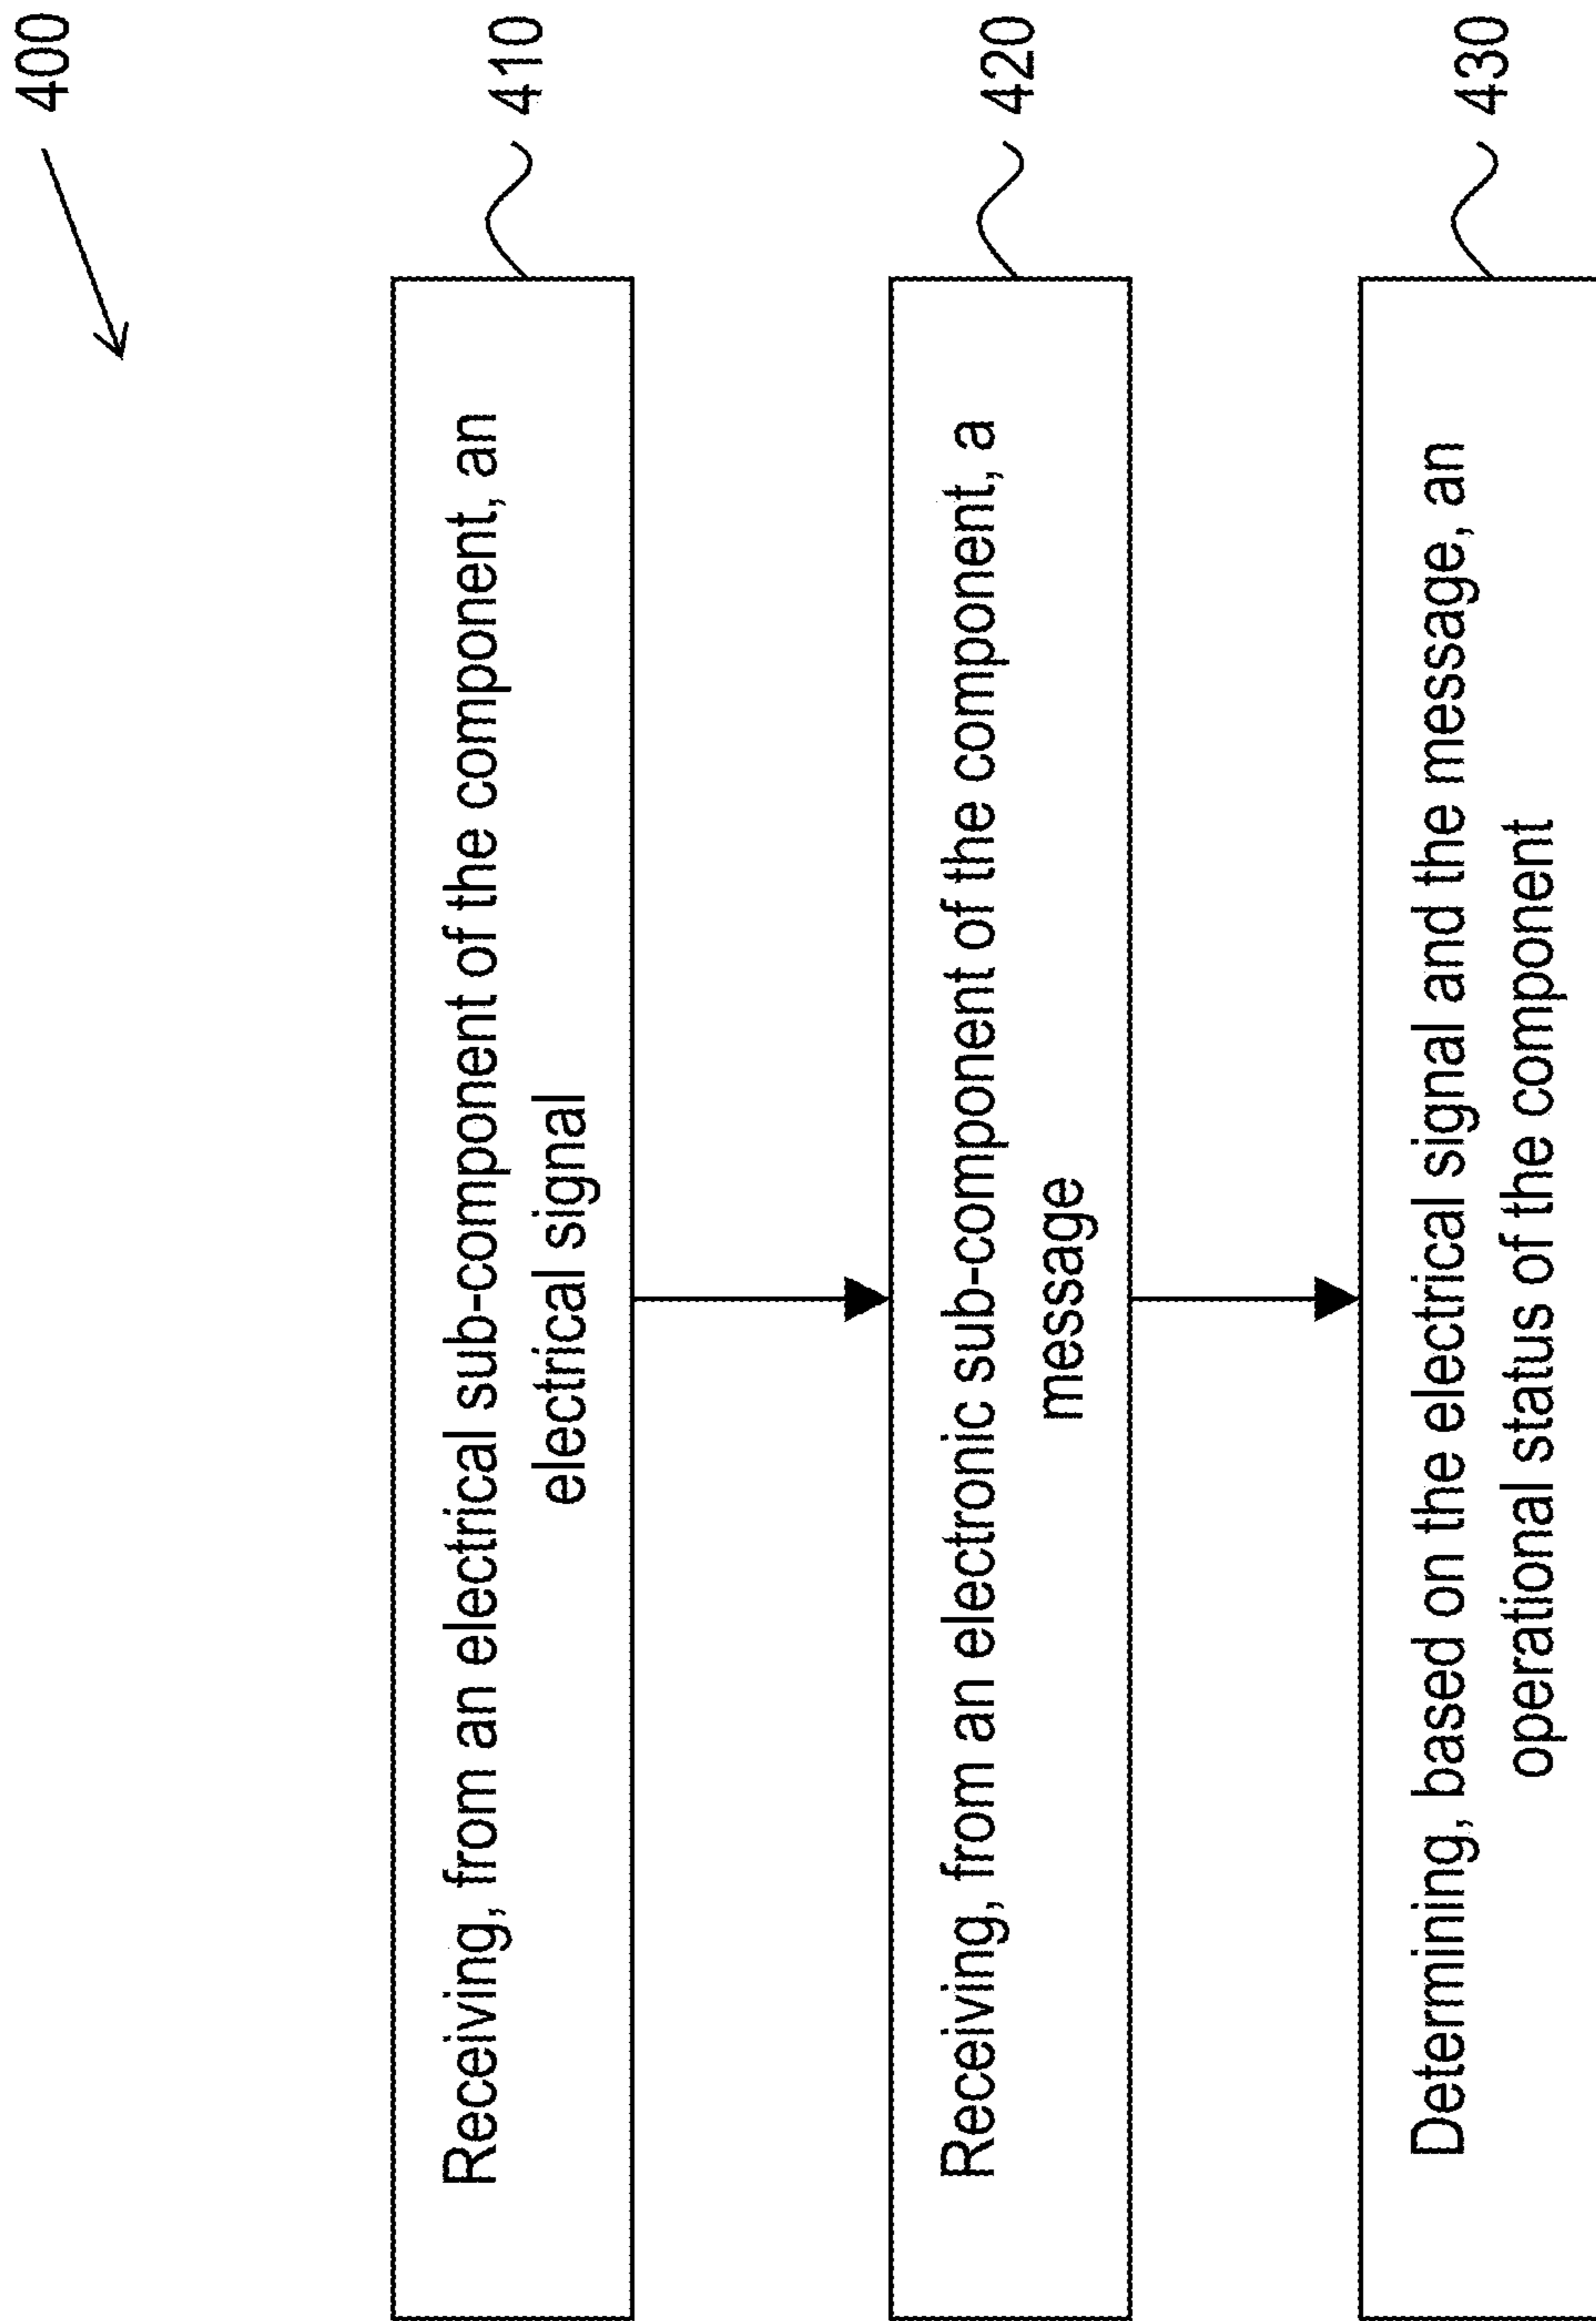 400
Receiving, from an electrical sub-component of the component, an
electrical signal
410
Receiving, from an electronic sub-component of the component, a
message
420
Determining, based on the electrical signal and the message, an
operational status of the component
430